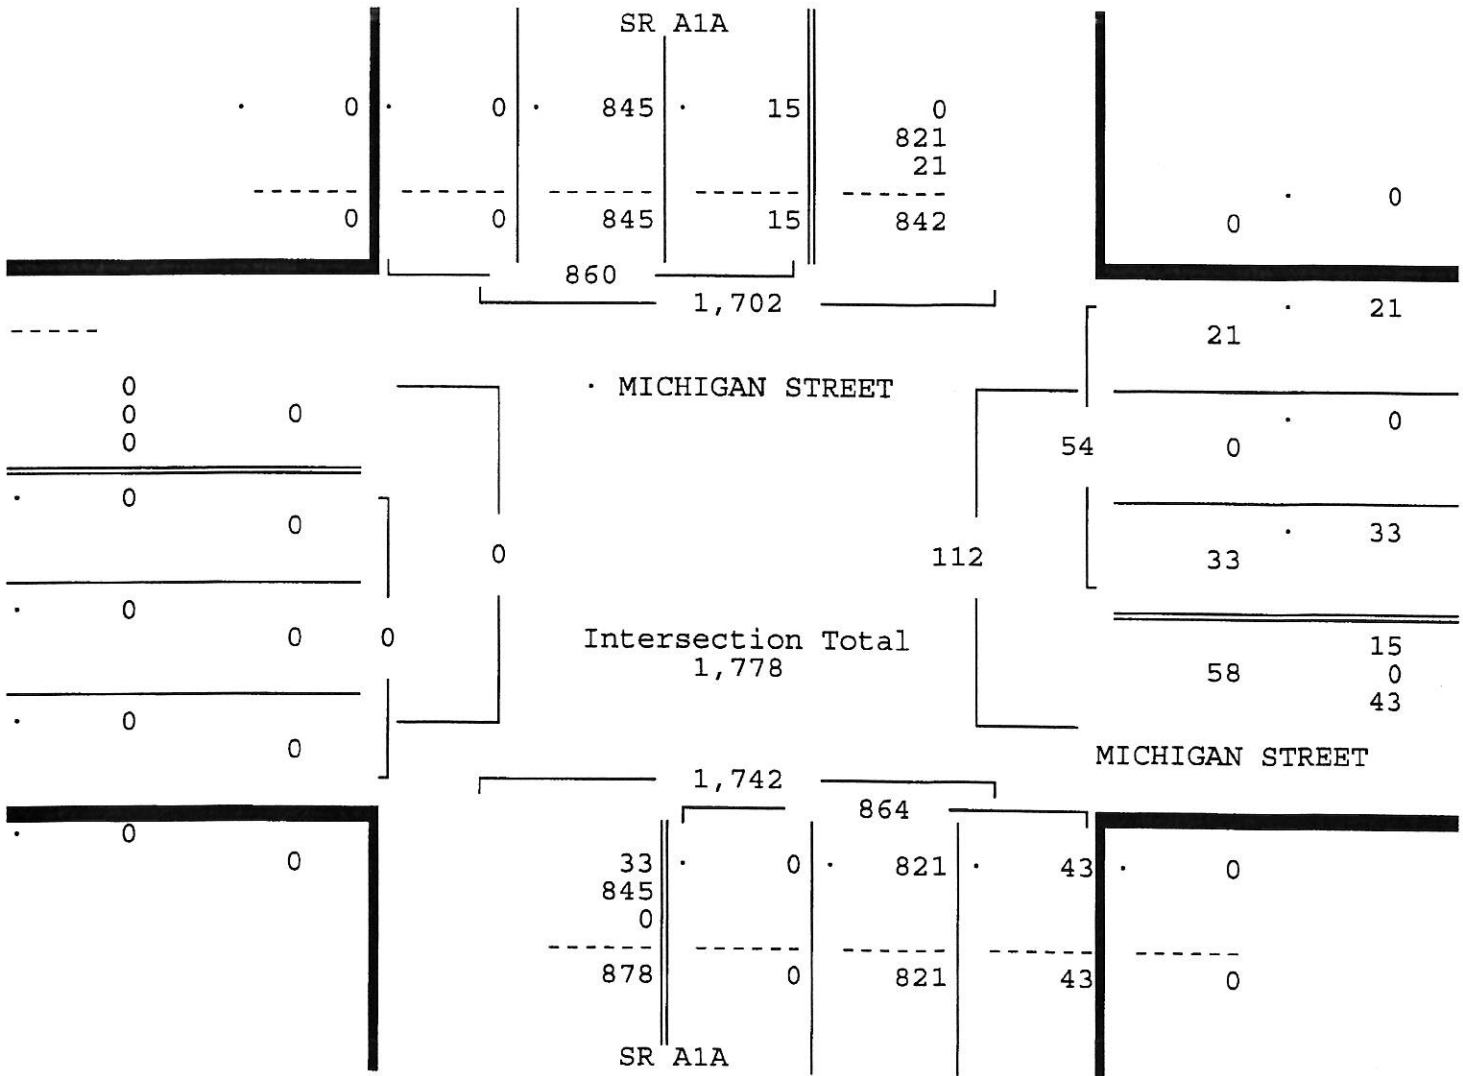 SR A1A
· 0 · 0 · 845 · 15 0
821
21
------ ------ ------ ------ ------
· 0
0 0 845 15 842 0
860
1,702
· 21
-----
21
0 · MICHIGAN STREET
0 0 · 0
0 54 0
· 0
0 · 33
0 112 33
· 0
0 0 Intersection Total 15
1,778 58 0
43
· 0
0 MICHIGAN STREET
1,742
864
· 0
0 33 · 0 · 821 · 43 · 0
845
0
------ ------ ------ ------ ------
878 0 821 43 0
SR A1A